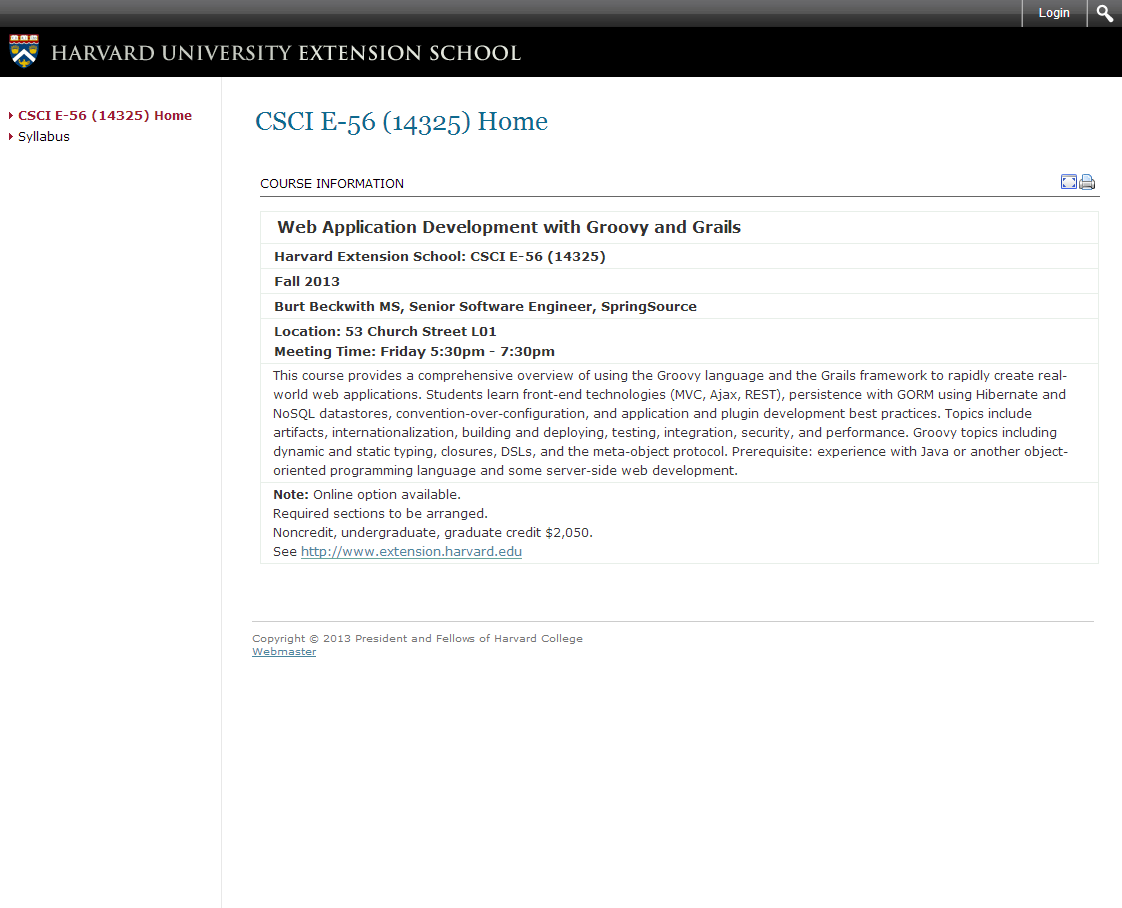 Login
HARVARD UNIVERSITY EXTENSION SCHOOL
CSCI E-56 (14325) Home
Syllabus
CSCI E-56 (14325) Home
COURSE INFORMATION
Web Application Development with Groovy and Grails
Harvard Extension School: CSCI E-56 (14325)
Fall 2013
Burt Beckwith MS, Senior Software Engineer, SpringSource
Location: 53 Church Street L01
Meeting Time: Friday 5:30pm - 7:30pm
This course provides a comprehensive overview of using the Groovy language and the Grails framework to rapidly create real-
world web applications. Students learn front-end technologies (MVC, Ajax, REST), persistence with GORM using Hibernate and
NoSQL datastores, convention-over-configuration, and application and plugin development best practices. Topics include
artifacts, internationalization, building and deploying, testing, integration, security, and performance. Groovy topics including
dynamic and static typing, closures, DSLs, and the meta-object protocol. Prerequisite: experience with Java or another object-
oriented programming language and some server-side web development.
Note: Online option available.
Required sections to be arranged.
Noncredit, undergraduate, graduate credit $2,050.
See http://www.extension.harvard.edu
Copyright © 2013 President and Fellows of Harvard College
Webmaster